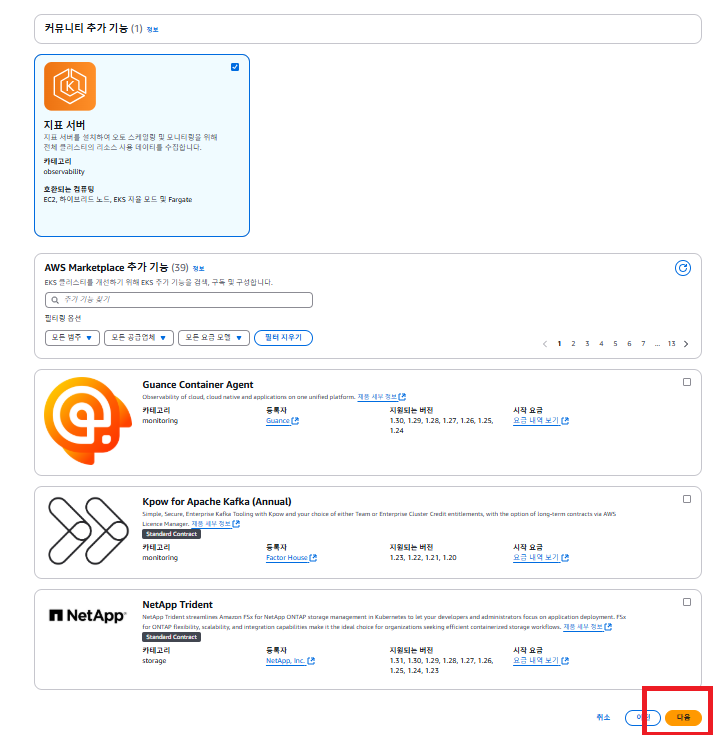 커뮤니티 추가 기능 (1) 정보
지표 서버
지표 서버를 설치하여 오토 스케일링 및 모니터링을 위해
전체 클러스터의 리소스 사용 데이터를 수집합니다.
카테고리
observability
호환되는 컴퓨팅
EC2, 하이브리드 노드, EKS 자율 모드 및 Fargate
AWS Marketplace 추가 기능 (39) 정보
EKS 클러스터를 개선하기 위해 EKS 추가 기능을 검색, 구독 및 구성합니다.
추가 기능 찾기
필터링 옵션
모든 범주 모든 공급업체 모든 요금 모델 필터 지우기
1 2 3 4 5 6 7 ... 13
Guance Container Agent
Observability of cloud, cloud native and applications on one unified platform. 제품 세부 정보
카테고리 등록자 지원되는 버전 시작 요금
monitoring Guance 1.30, 1.29, 1.28, 1.27, 1.26, 1.25, 요금 내역 보기
1.24
Kpow for Apache Kafka (Annual)
Simple, Secure, Enterprise Kafka Tooling with Kpow and your choice of either Team or Enterprise Cluster Credit entitlements, with the option of long-term contracts via AWS
Licence Manager. 제품 세부 정보
Standard Contract
카테고리 등록자 지원되는 버전 시작 요금
monitoring Factor House 1.23, 1.22, 1.21, 1.20 요금 내역 보기
NetApp
NetApp Trident
NetApp Trident streamlines Amazon FSx for NetApp ONTAP storage management in Kubernetes to let your developers and administrators focus on application deployment. FSx
for ONTAP flexibility, scalability, and integration capabilities make it the ideal choice for organizations seeking efficient containerized storage workflows. 제품 세부 정보
Standard Contract
카테고리 등록자 지원되는 버전 시작 요금
storage NetApp, Inc. 1.31, 1.30, 1.29, 1.28, 1.27, 1.26, 요금 내역 보기
1.25, 1.24, 1.23
취소 이전 다음